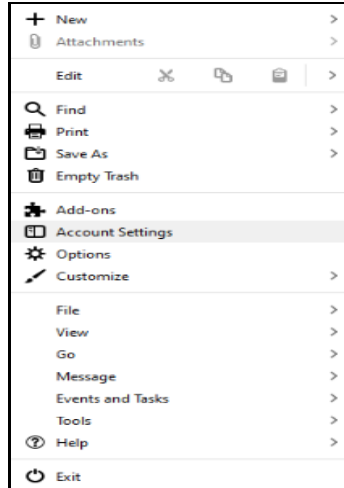 New
Attachments
Edit
Find
Print
Save As
Empty Trash
Add-ons
Account Settings
Options
Customize
File
View
Go
Message
Events and Tasks
Tools
Help
Exit